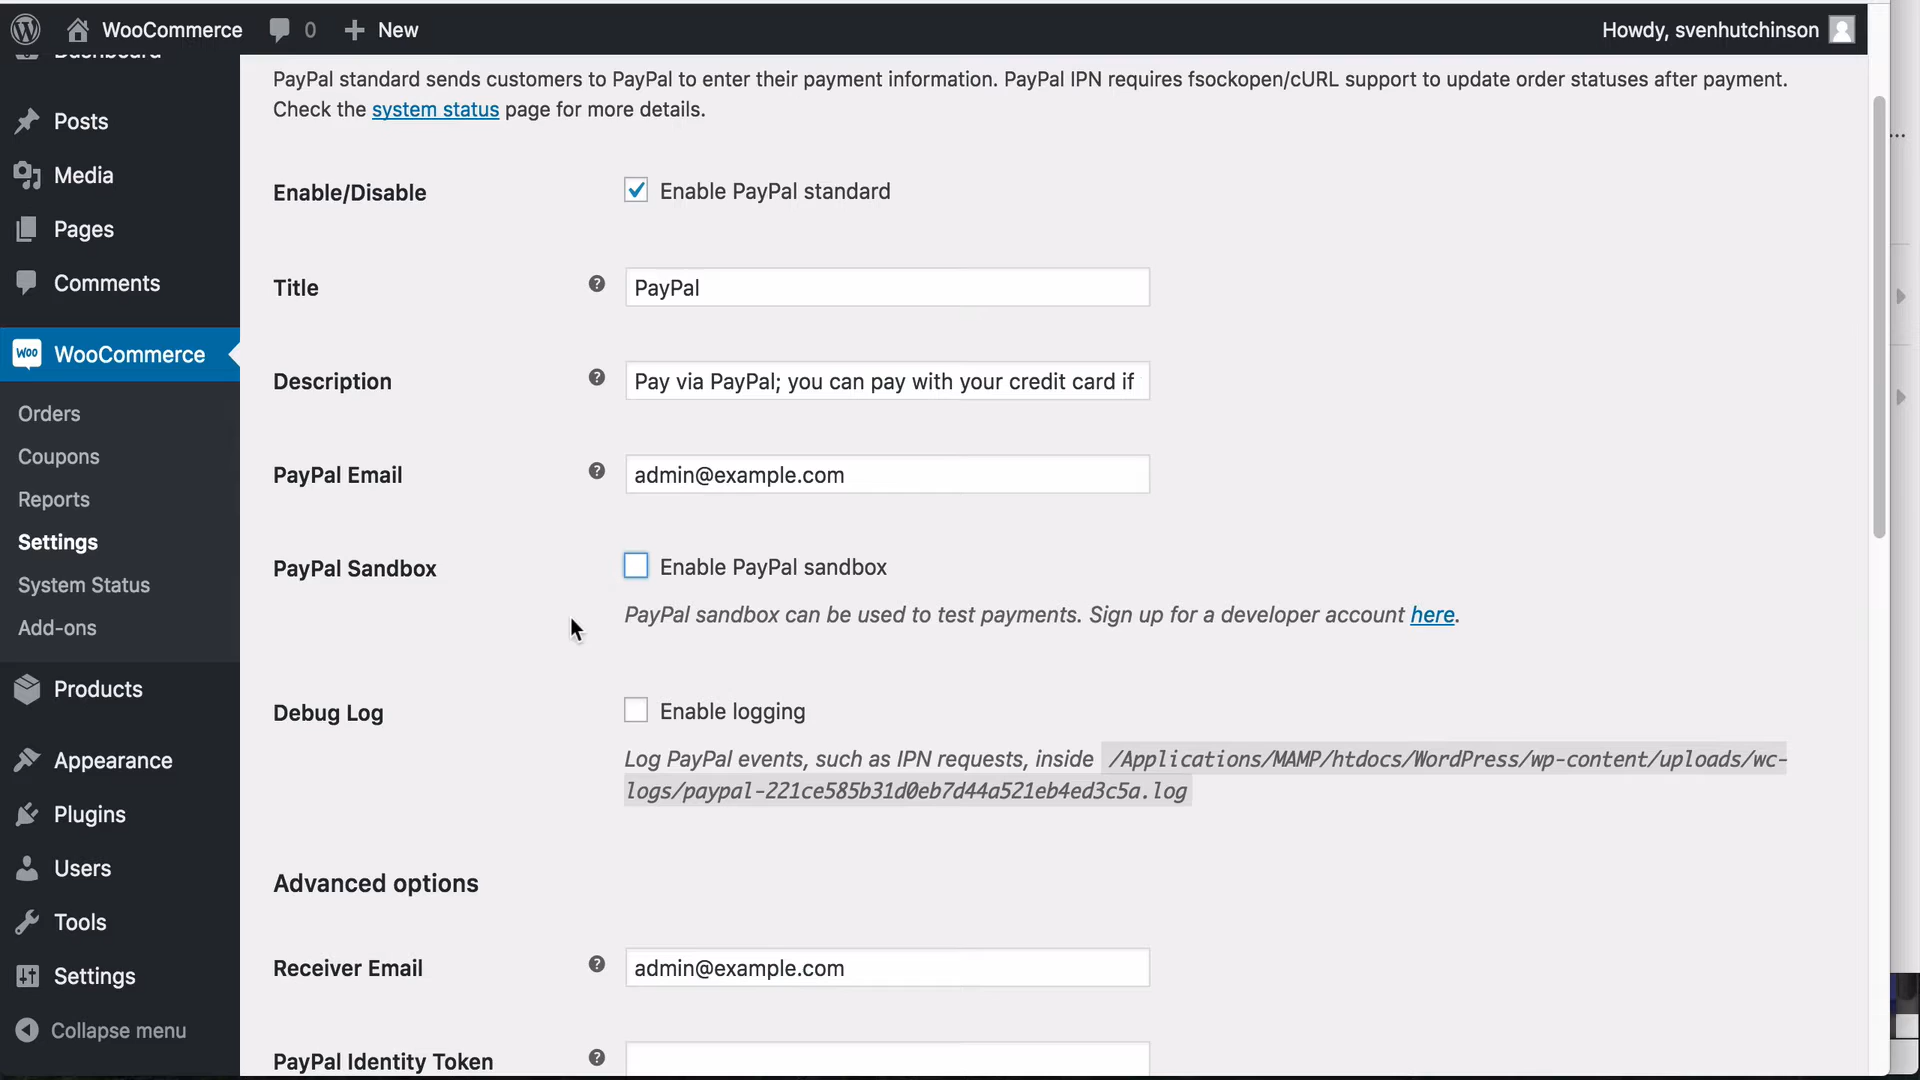 WooCommerce 0 New Howdy, svenhutchinson
Dashboard
Posts
Media
Pages
Comments
WooCommerce
Orders
Coupons
Reports
Settings
System Status
Add-ons
Products
Appearance
Plugins
Users
Tools
Settings
Collapse menu
PayPal standard sends customers to PayPal to enter their payment information. PayPal IPN requires fsockopen/cURL support to update order statuses after payment.
Check the system status page for more details.
Enable/Disable Enable PayPal standard
Title PayPal
Description Pay via PayPal; you can pay with your credit card if
PayPal Email admin@example.com
PayPal Sandbox Enable PayPal sandbox
PayPal sandbox can be used to test payments. Sign up for a developer account here.
Debug Log Enable logging
Log PayPal events, such as IPN requests, inside /Applications/MAMP/htdocs/WordPress/wp-content/uploads/wc-
logs/paypal-221ce585b31d0eb7d44a521eb4ed3c5a.log
Advanced options
Receiver Email admin@example.com
PayPal Identity Token